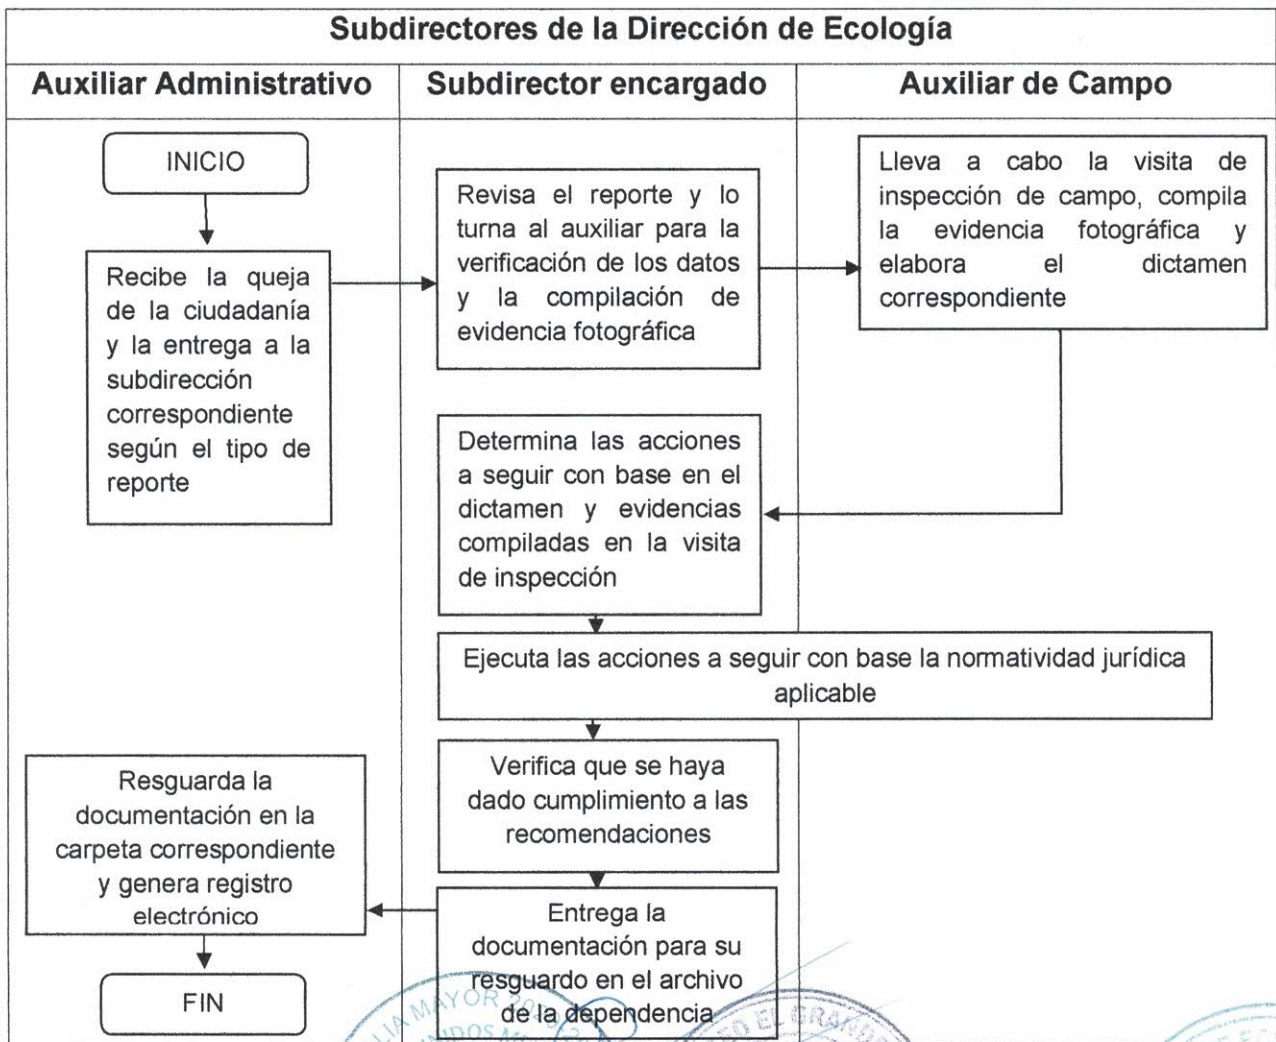 Subdirectores de la Dirección de Ecología
Auxiliar Administrativo
Subdirector encargado
Auxiliar de Campo
INICIO
Recibe la queja
de la ciudadanía
y la entrega a la
subdirección
correspondiente
según el tipo de
reporte
Revisa el reporte y lo
turna al auxiliar para la
verificación de los datos
y la compilación de
evidencia fotográfica
Lleva a cabo la visita de
inspección de campo, compila
la evidencia fotográfica y
elabora el dictamen
correspondiente
Determina las acciones
a seguir con base en el
dictamen y evidencias
compiladas en la visita
de inspección
Ejecuta las acciones a seguir con base la normatividad jurídica
aplicable
Verifica que se haya
dado cumplimiento a las
recomendaciones
Entrega la
documentación para su
resguardo en el archivo
de la dependencia
Resguarda la
documentación en la
carpeta correspondiente
y genera registro
electrónico
FIN
MAYOR
EL GRANDE